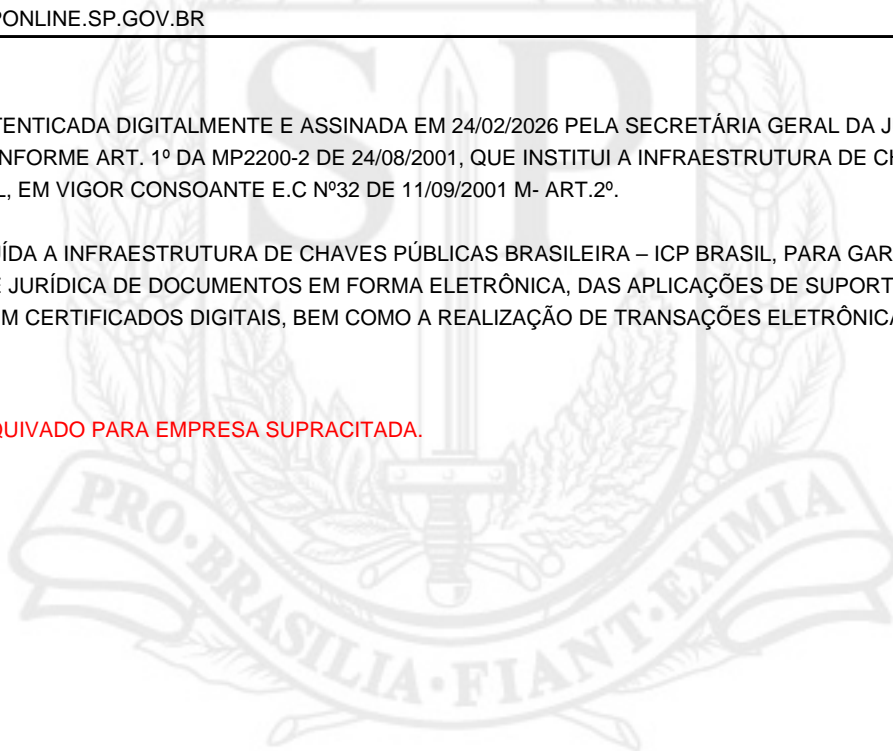 PONLINE.SP.GOV.BR
TENTICADA DIGITALMENTE E ASSINADA EM 24/02/2026 PELA SECRETÁRIA GERAL DA J
NFORME ART. 1º DA MP2200-2 DE 24/08/2001, QUE INSTITUI A INFRAESTRUTURA DE CH
L, EM VIGOR CONSOANTE E.C Nº32 DE 11/09/2001 M- ART.2º.
UÍDA A INFRAESTRUTURA DE CHAVES PÚBLICAS BRASILEIRA – ICP BRASIL, PARA GAR
E JURÍDICA DE DOCUMENTOS EM FORMA ELETRÔNICA, DAS APLICAÇÕES DE SUPORT
EM CERTIFICADOS DIGITAIS, BEM COMO A REALIZAÇÃO DE TRANSAÇÕES ELETRÔNICA
QUIVADO PARA EMPRESA SUPRACITADA.
SP
PRO·BRASILIA·FIANT·EXIMIA